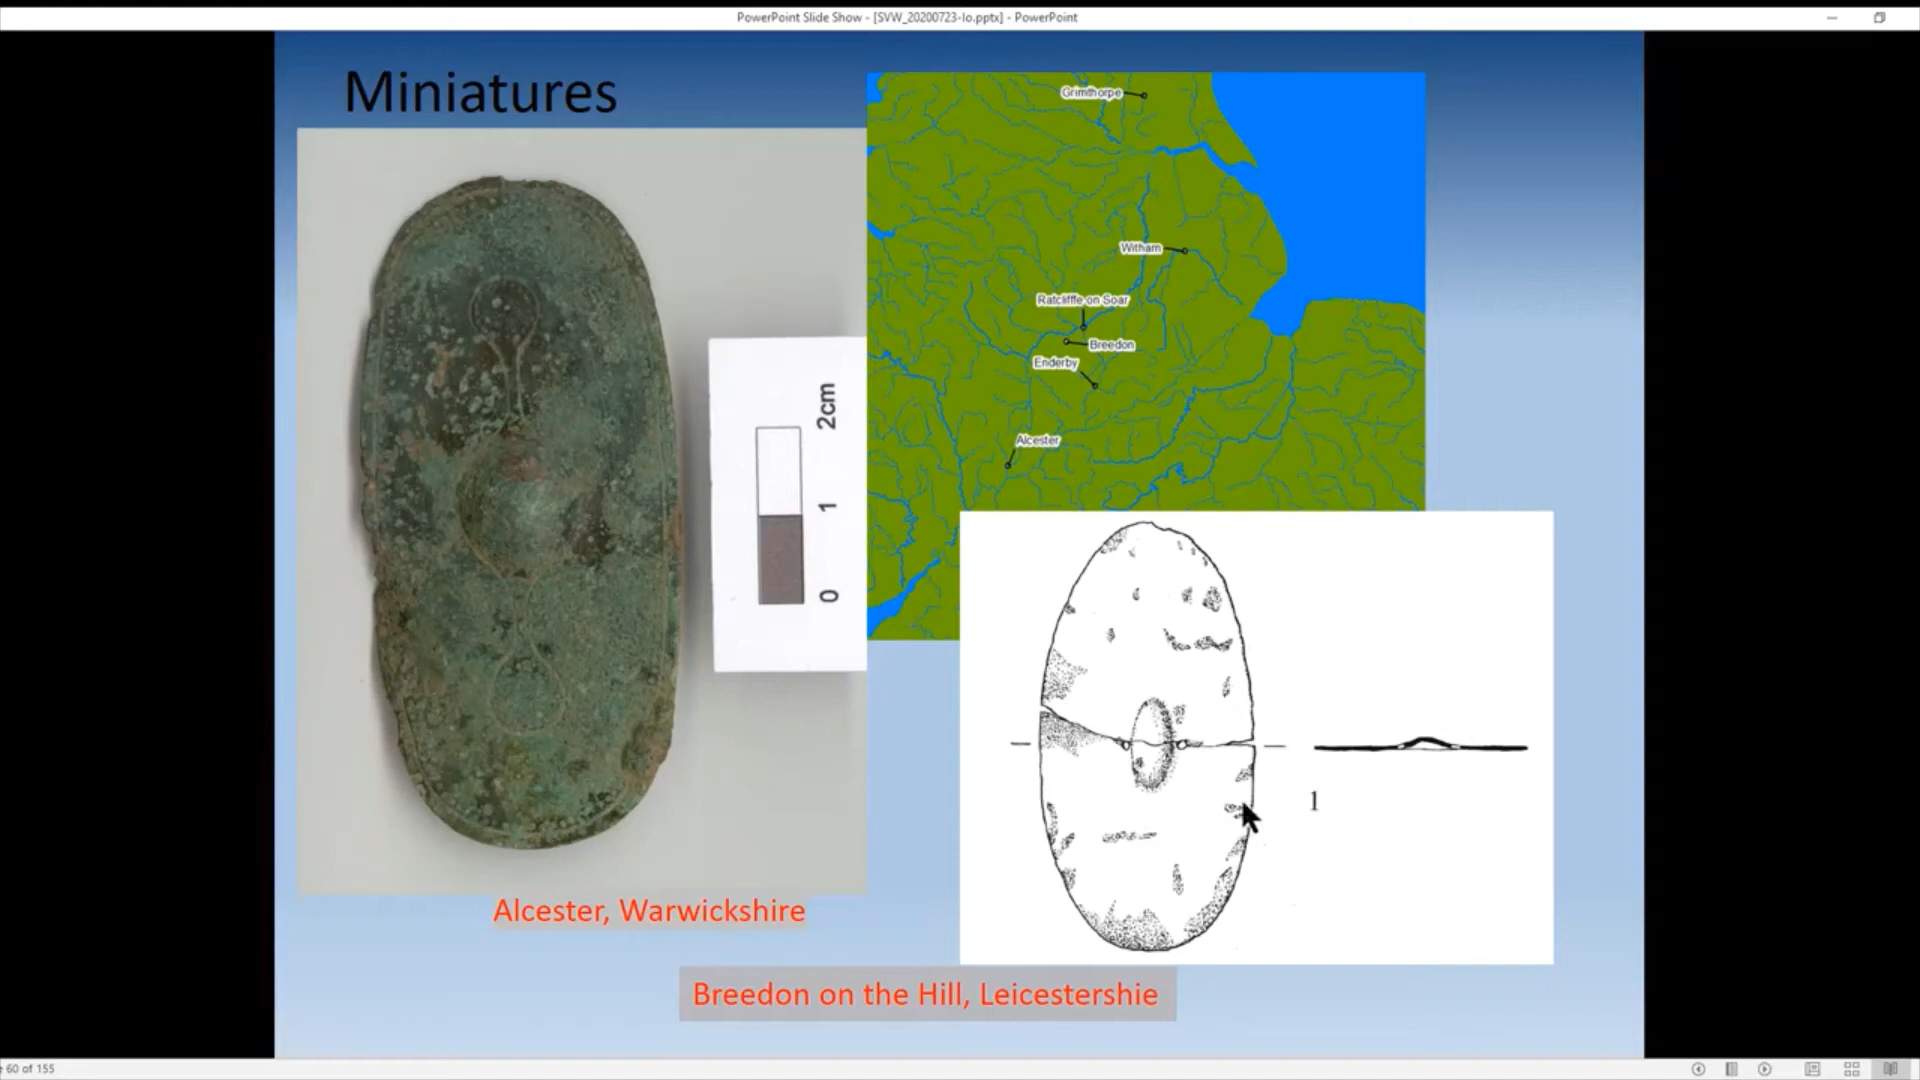 PowerPoint Slide Show - [SVW_20200723-lo.pptx] - PowerPoint
Miniatures
Grimthorpe
Witham
Ratcliffle on Soar
Breedon
Enderby
Alcester
2cm
1
0
1
Alcester, Warwickshire
Breedon on the Hill, Leicestershie
60 of 155